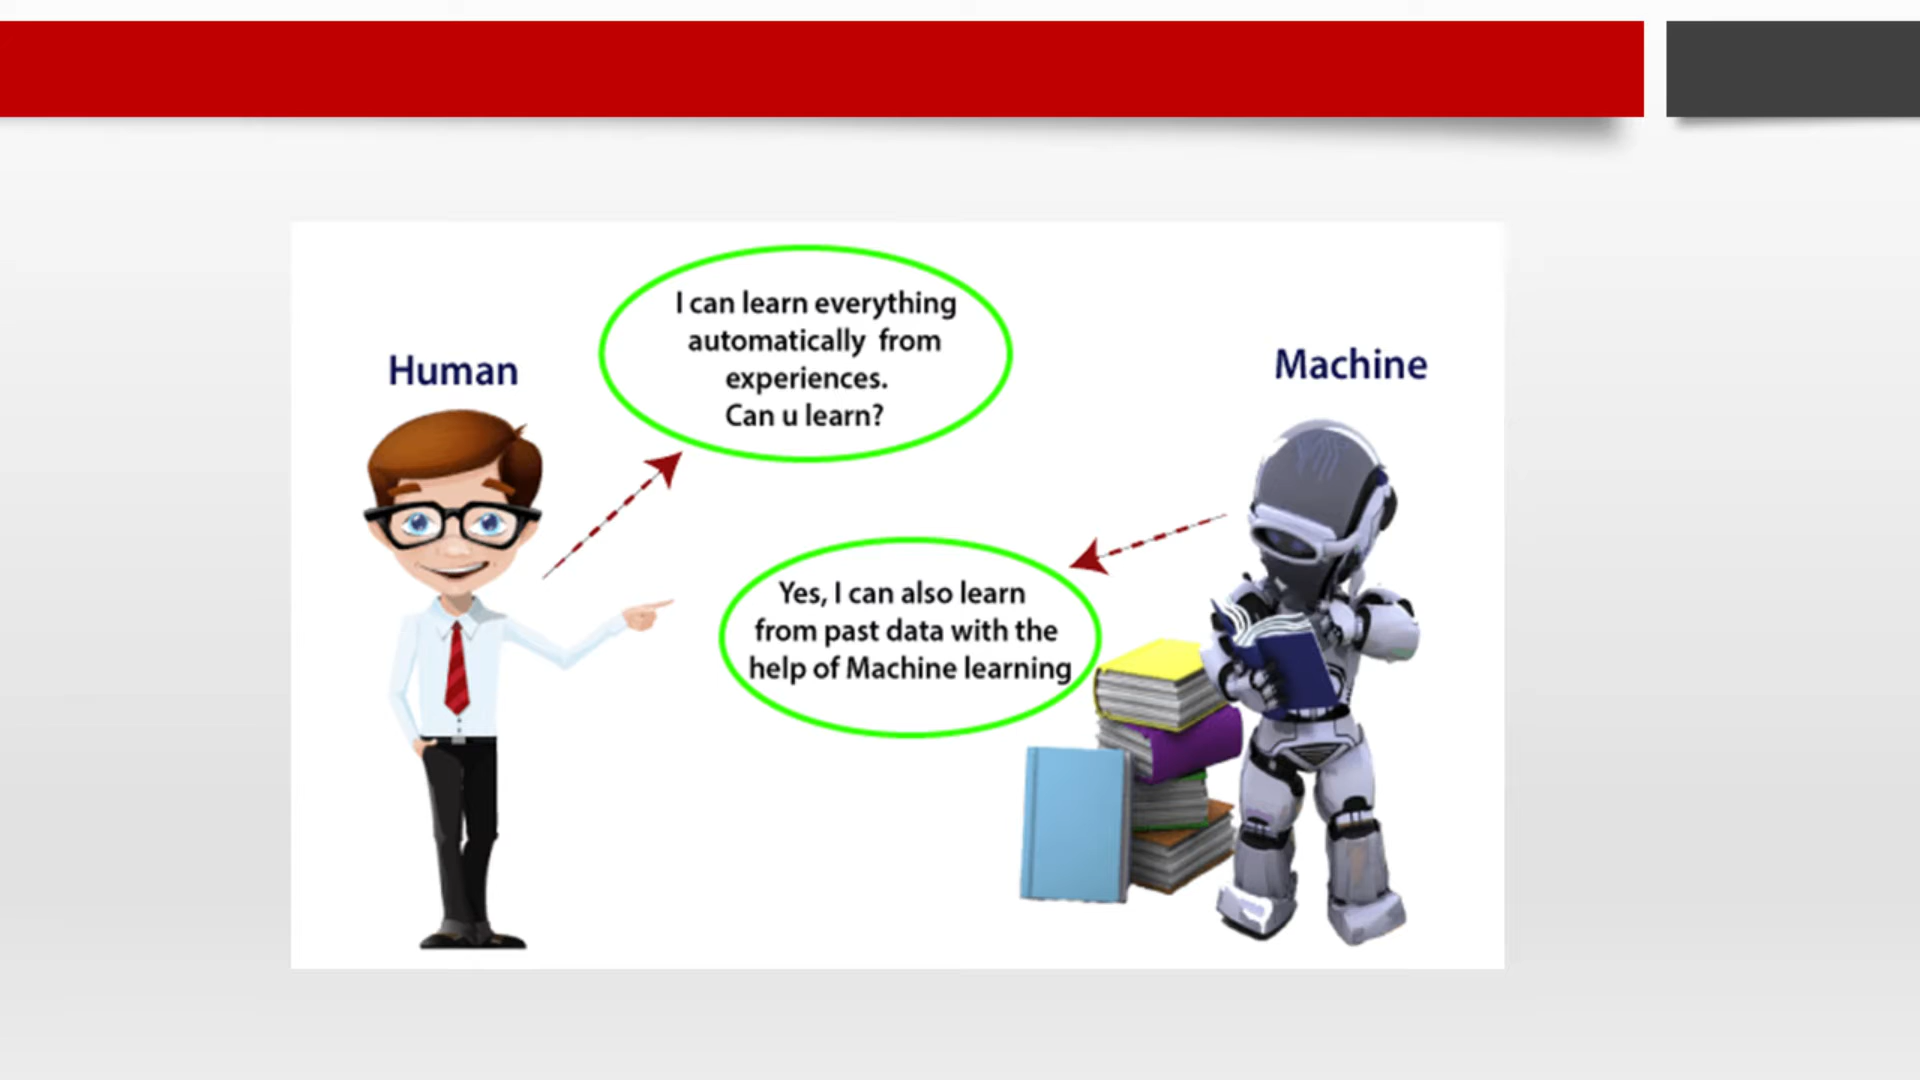 Human
I can learn everything
automatically from
experiences.
Can u learn?
Machine
Yes, I can also learn
from past data with the
help of Machine learning